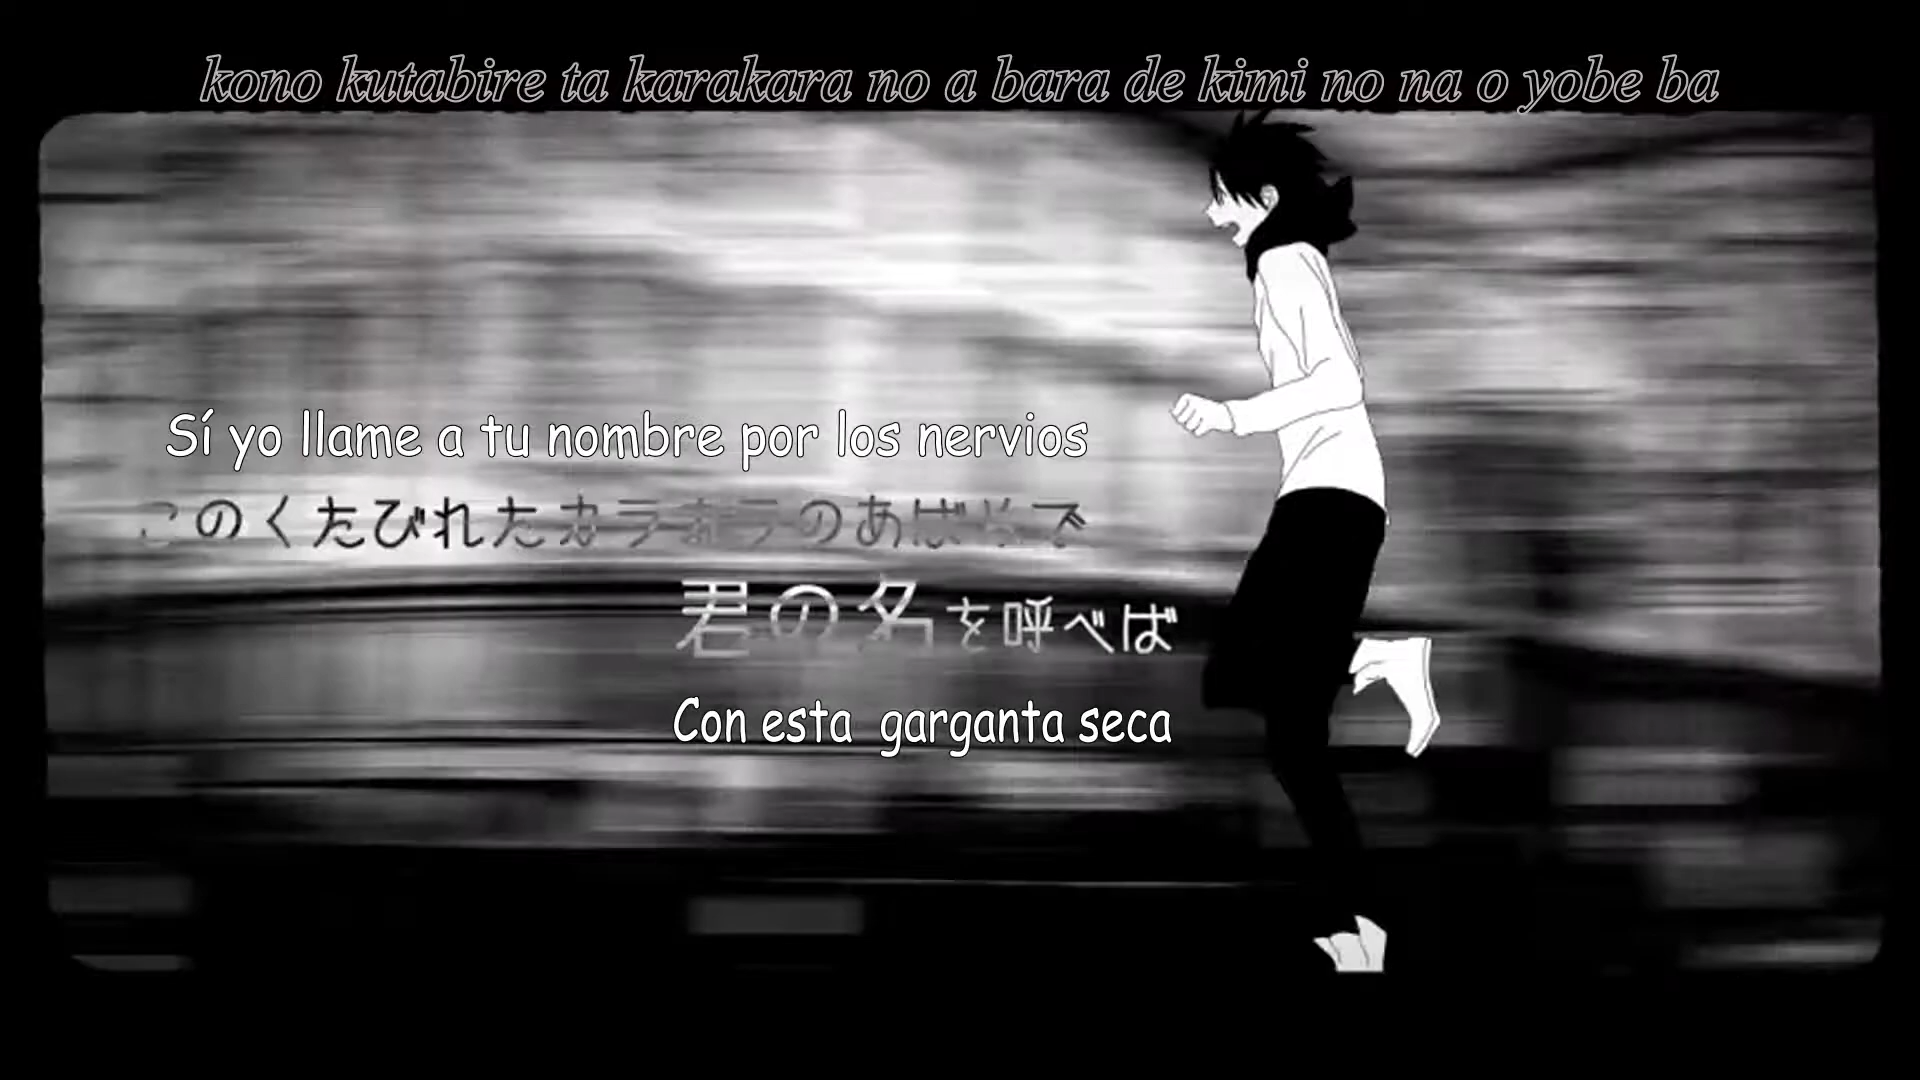 kono kutabire ta karakara no a bara de kimi no na o yobe ba
Sí yo llame a tu nombre por los nervios
このくたびれたカラカラのあばらで
君の名を呼べば
Con esta garganta seca